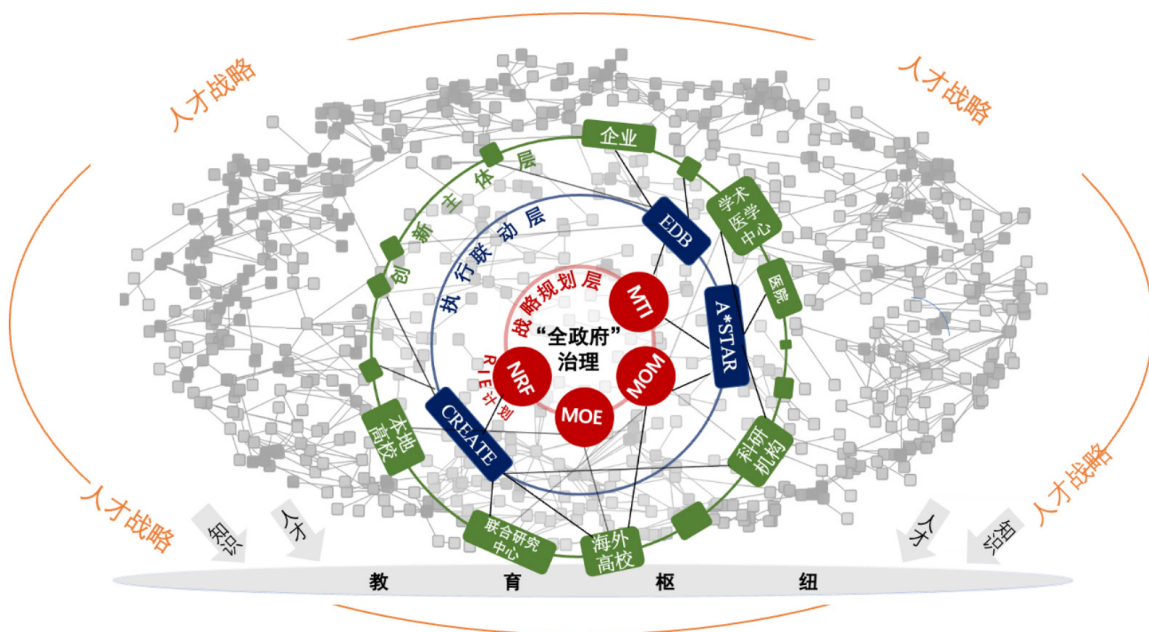 人才战略
人才战略
企业
创新主体层
学术
医学
中心
EDB
执行联动层
医院
战略规划层
MTI
A*STAR
“全政府”
治理
NRF
MOM
RIE计划
MOE
CREATE
本地
高校
科研
机构
人才战略
人才战略
知识
人才
人才
知识
联合研究
中心
海外
高校
教育枢纽